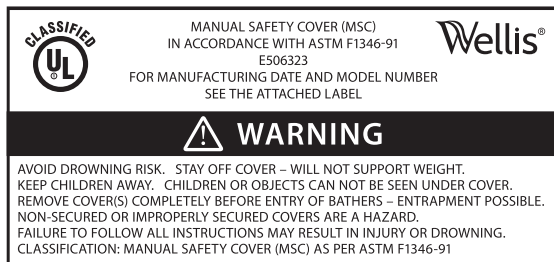 CLASSIFIED
UL
®
MANUAL SAFETY COVER (MSC)
IN ACCORDANCE WITH ASTM F1346-91
E506323
FOR MANUFACTURING DATE AND MODEL NUMBER
SEE THE ATTACHED LABEL
Wellis®
WARNING
AVOID DROWNING RISK. STAY OFF COVER – WILL NOT SUPPORT WEIGHT.
KEEP CHILDREN AWAY. CHILDREN OR OBJECTS CAN NOT BE SEEN UNDER COVER.
REMOVE COVER(S) COMPLETELY BEFORE ENTRY OF BATHERS – ENTRAPMENT POSSIBLE.
NON-SECURED OR IMPROPERLY SECURED COVERS ARE A HAZARD.
FAILURE TO FOLLOW ALL INSTRUCTIONS MAY RESULT IN INJURY OR DROWNING.
CLASSIFICATION: MANUAL SAFETY COVER (MSC) AS PER ASTM F1346-91